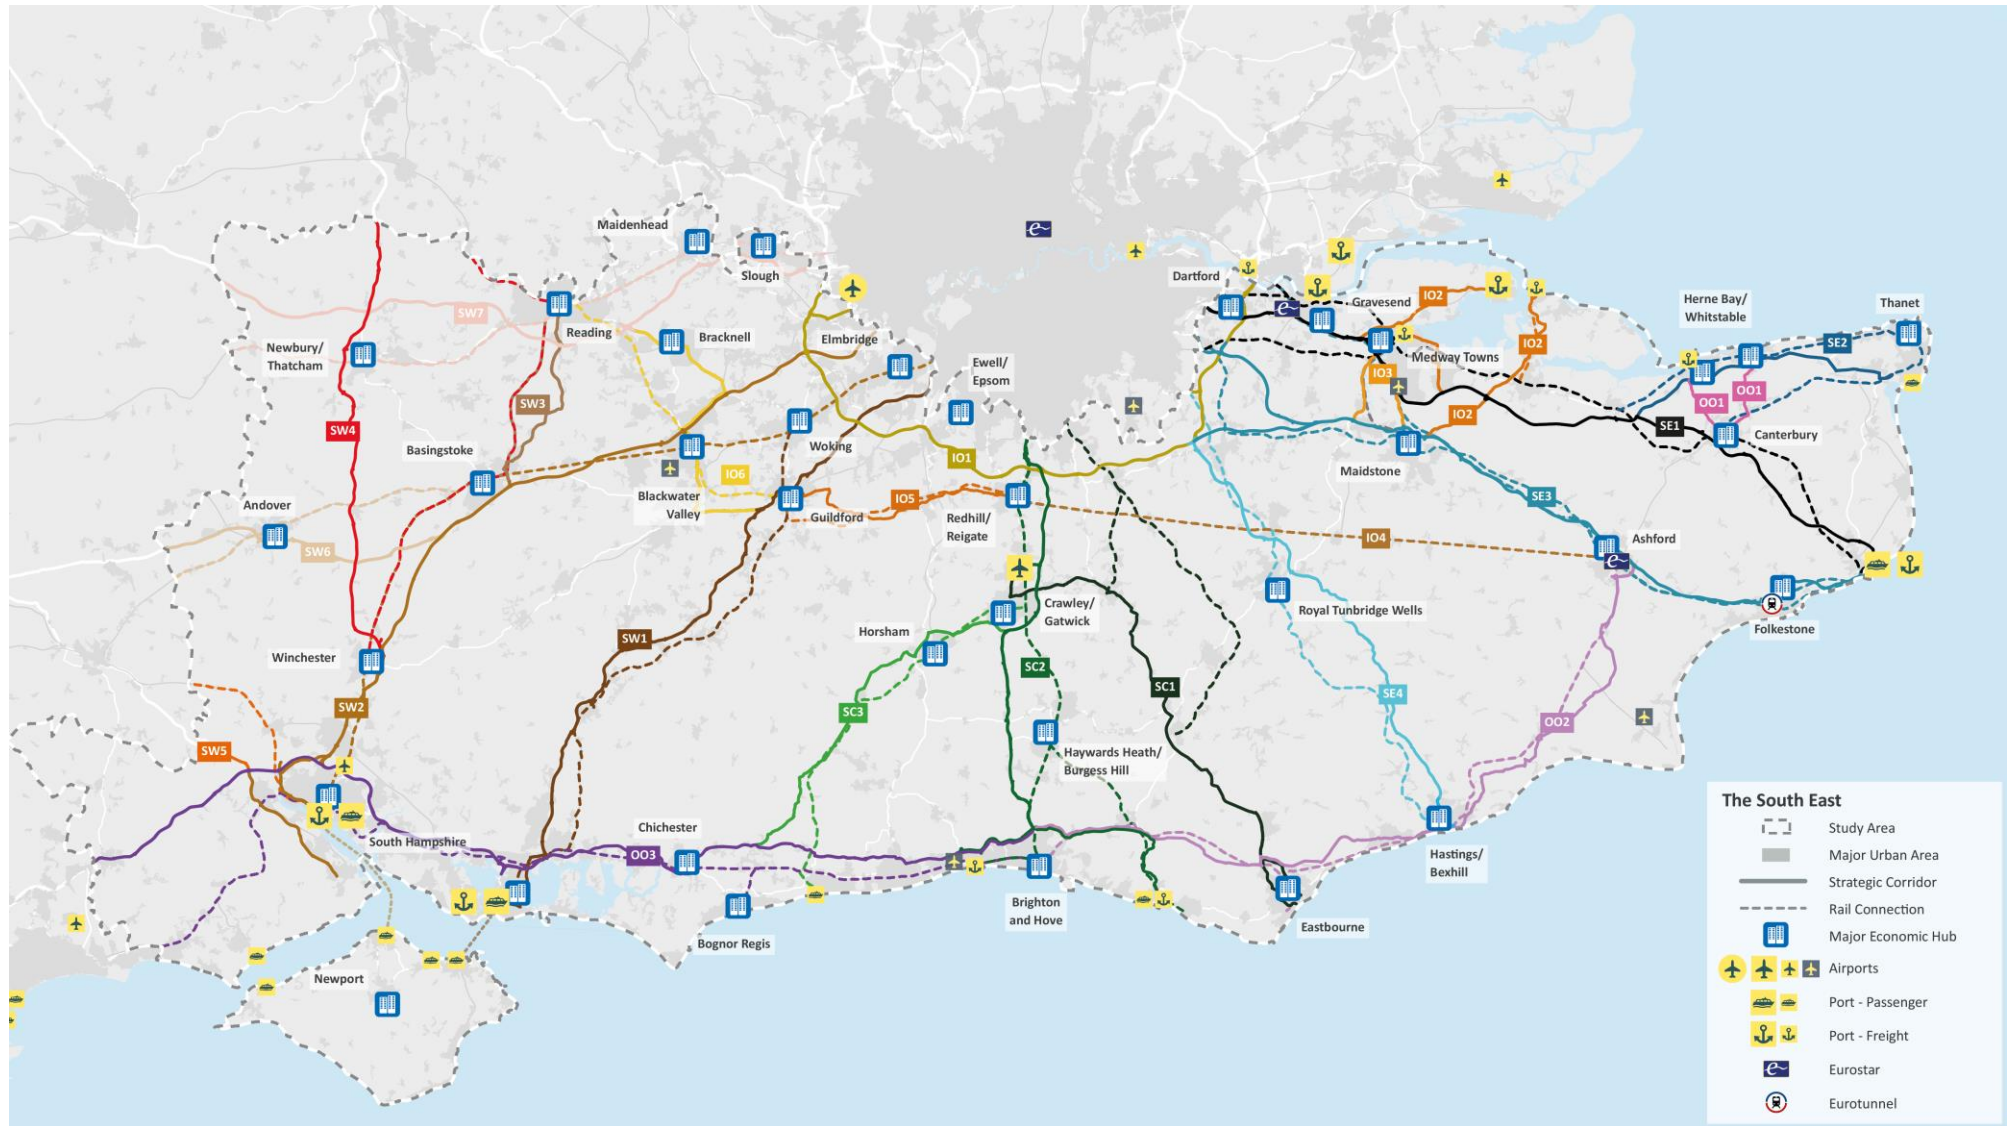 Maidenhead
Slough
Dartford
Gravesend
IO2
Herne Bay/
Whitstable
Thanet
SW7
Reading
Bracknell
Elmbridge
Newbury/
Thatcham
Ewell/
Epsom
Medway Towns
IO2
SE2
IO3
OO1
OO1
SW3
SW4
Basingstoke
Woking
IO1
IO2
SE1
Canterbury
Maidstone
IO6
Blackwater
Valley
Guildford
IO5
Redhill/
Reigate
SE3
Andover
SW6
IO4
Ashford
Crawley/
Gatwick
Royal Tunbridge Wells
Folkestone
Horsham
SW1
Winchester
SC2
SC1
SE4
SW2
SC3
OO2
SW5
Haywards Heath/
Burgess Hill
South Hampshire
Chichester
OO3
Hastings/
Bexhill
Brighton
and Hove
Eastbourne
Bognor Regis
Newport
The South East
Study Area
Major Urban Area
Strategic Corridor
Rail Connection
Major Economic Hub
Airports
Port - Passenger
Port - Freight
Eurostar
Eurotunnel